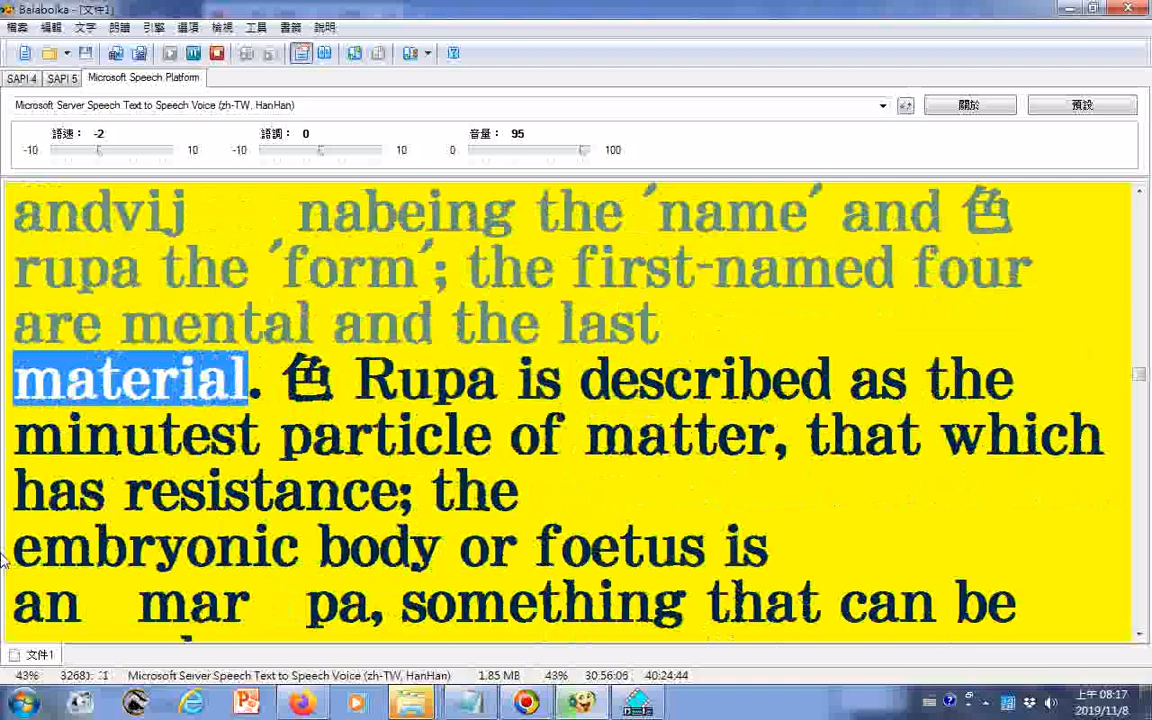 Balabolka - [文件1]
檔案 編輯 文字 朗讀 引擎 選項 檢視 工具 書籤 說明
SAPI 4 SAPI 5 Microsoft Speech Platform
Microsoft Server Speech Text to Speech Voice (zh-TW, HanHan) 關於 預設
語速： -2 語調： 0 音量： 95
-10 10 -10 10 0 100
andvij nabeing the 'name' and 色
rupa the 'form'; the first-named four
are mental and the last
material. 色 Rupa is described as the
minutest particle of matter, that which
has resistance; the
embryonic body or foetus is
an mar pa, something that can be
文件1
43% Microsoft Server Speech Text to Speech Voice (zh-TW, HanHan) 1.85 MB 43% 30:56:06 40:24:44
上午 08:17
2019/11/8